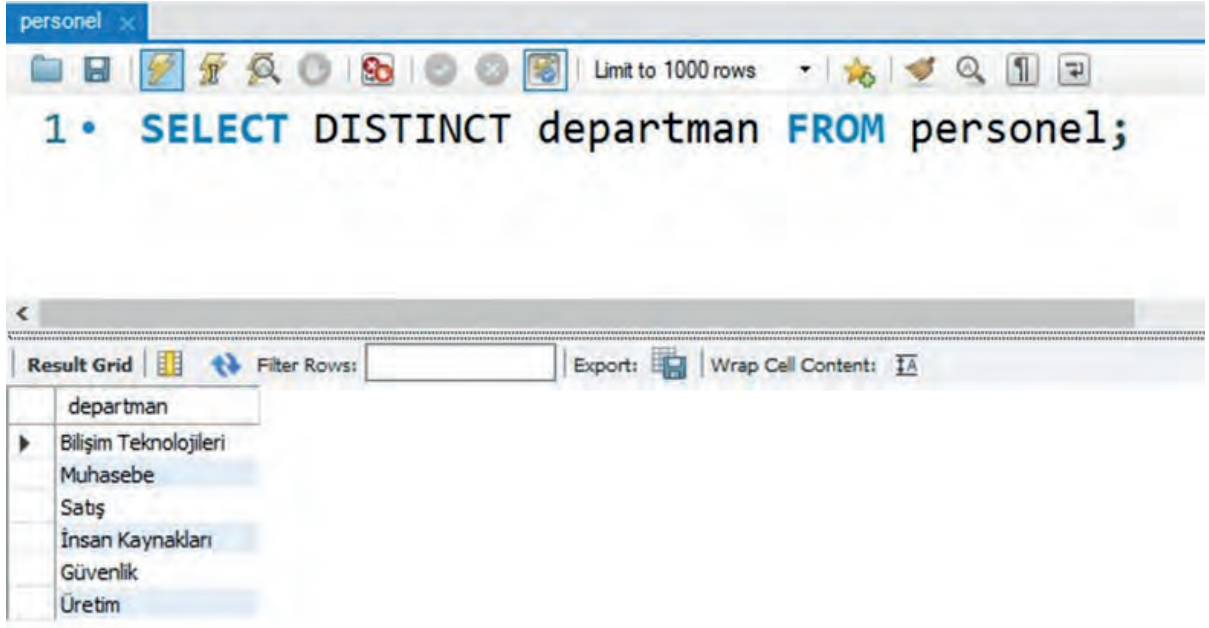 personel
Limit to 1000 rows
1 SELECT DISTINCT departman FROM personel;
Result Grid Filter Rows: Export: Wrap Cell Content: IA
departman
Bilişim Teknolojileri
Muhasebe
Satış
İnsan Kaynakları
Güvenlik
Üretim